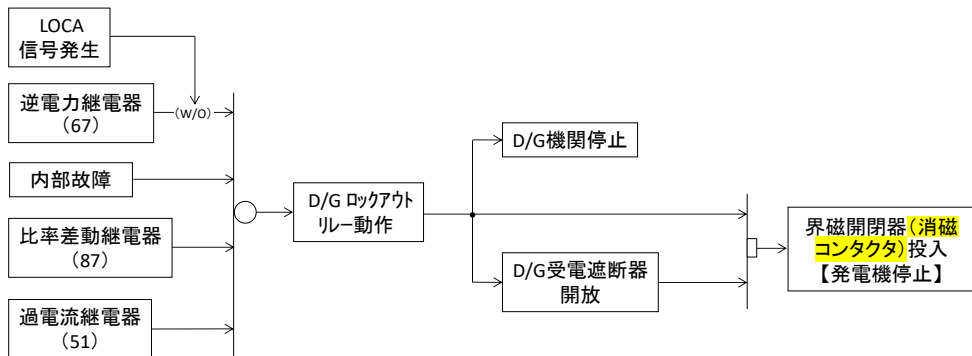 LOCA
信号発生
逆電力継電器
(67)
(W/O)
内部故障
比率差動継電器
(87)
過電流継電器
(51)
D/G ロックアウト
リレー動作
D/G機関停止
D/G受電遮断器
開放
界磁開閉器(消磁
コンタクタ)投入
【発電機停止】